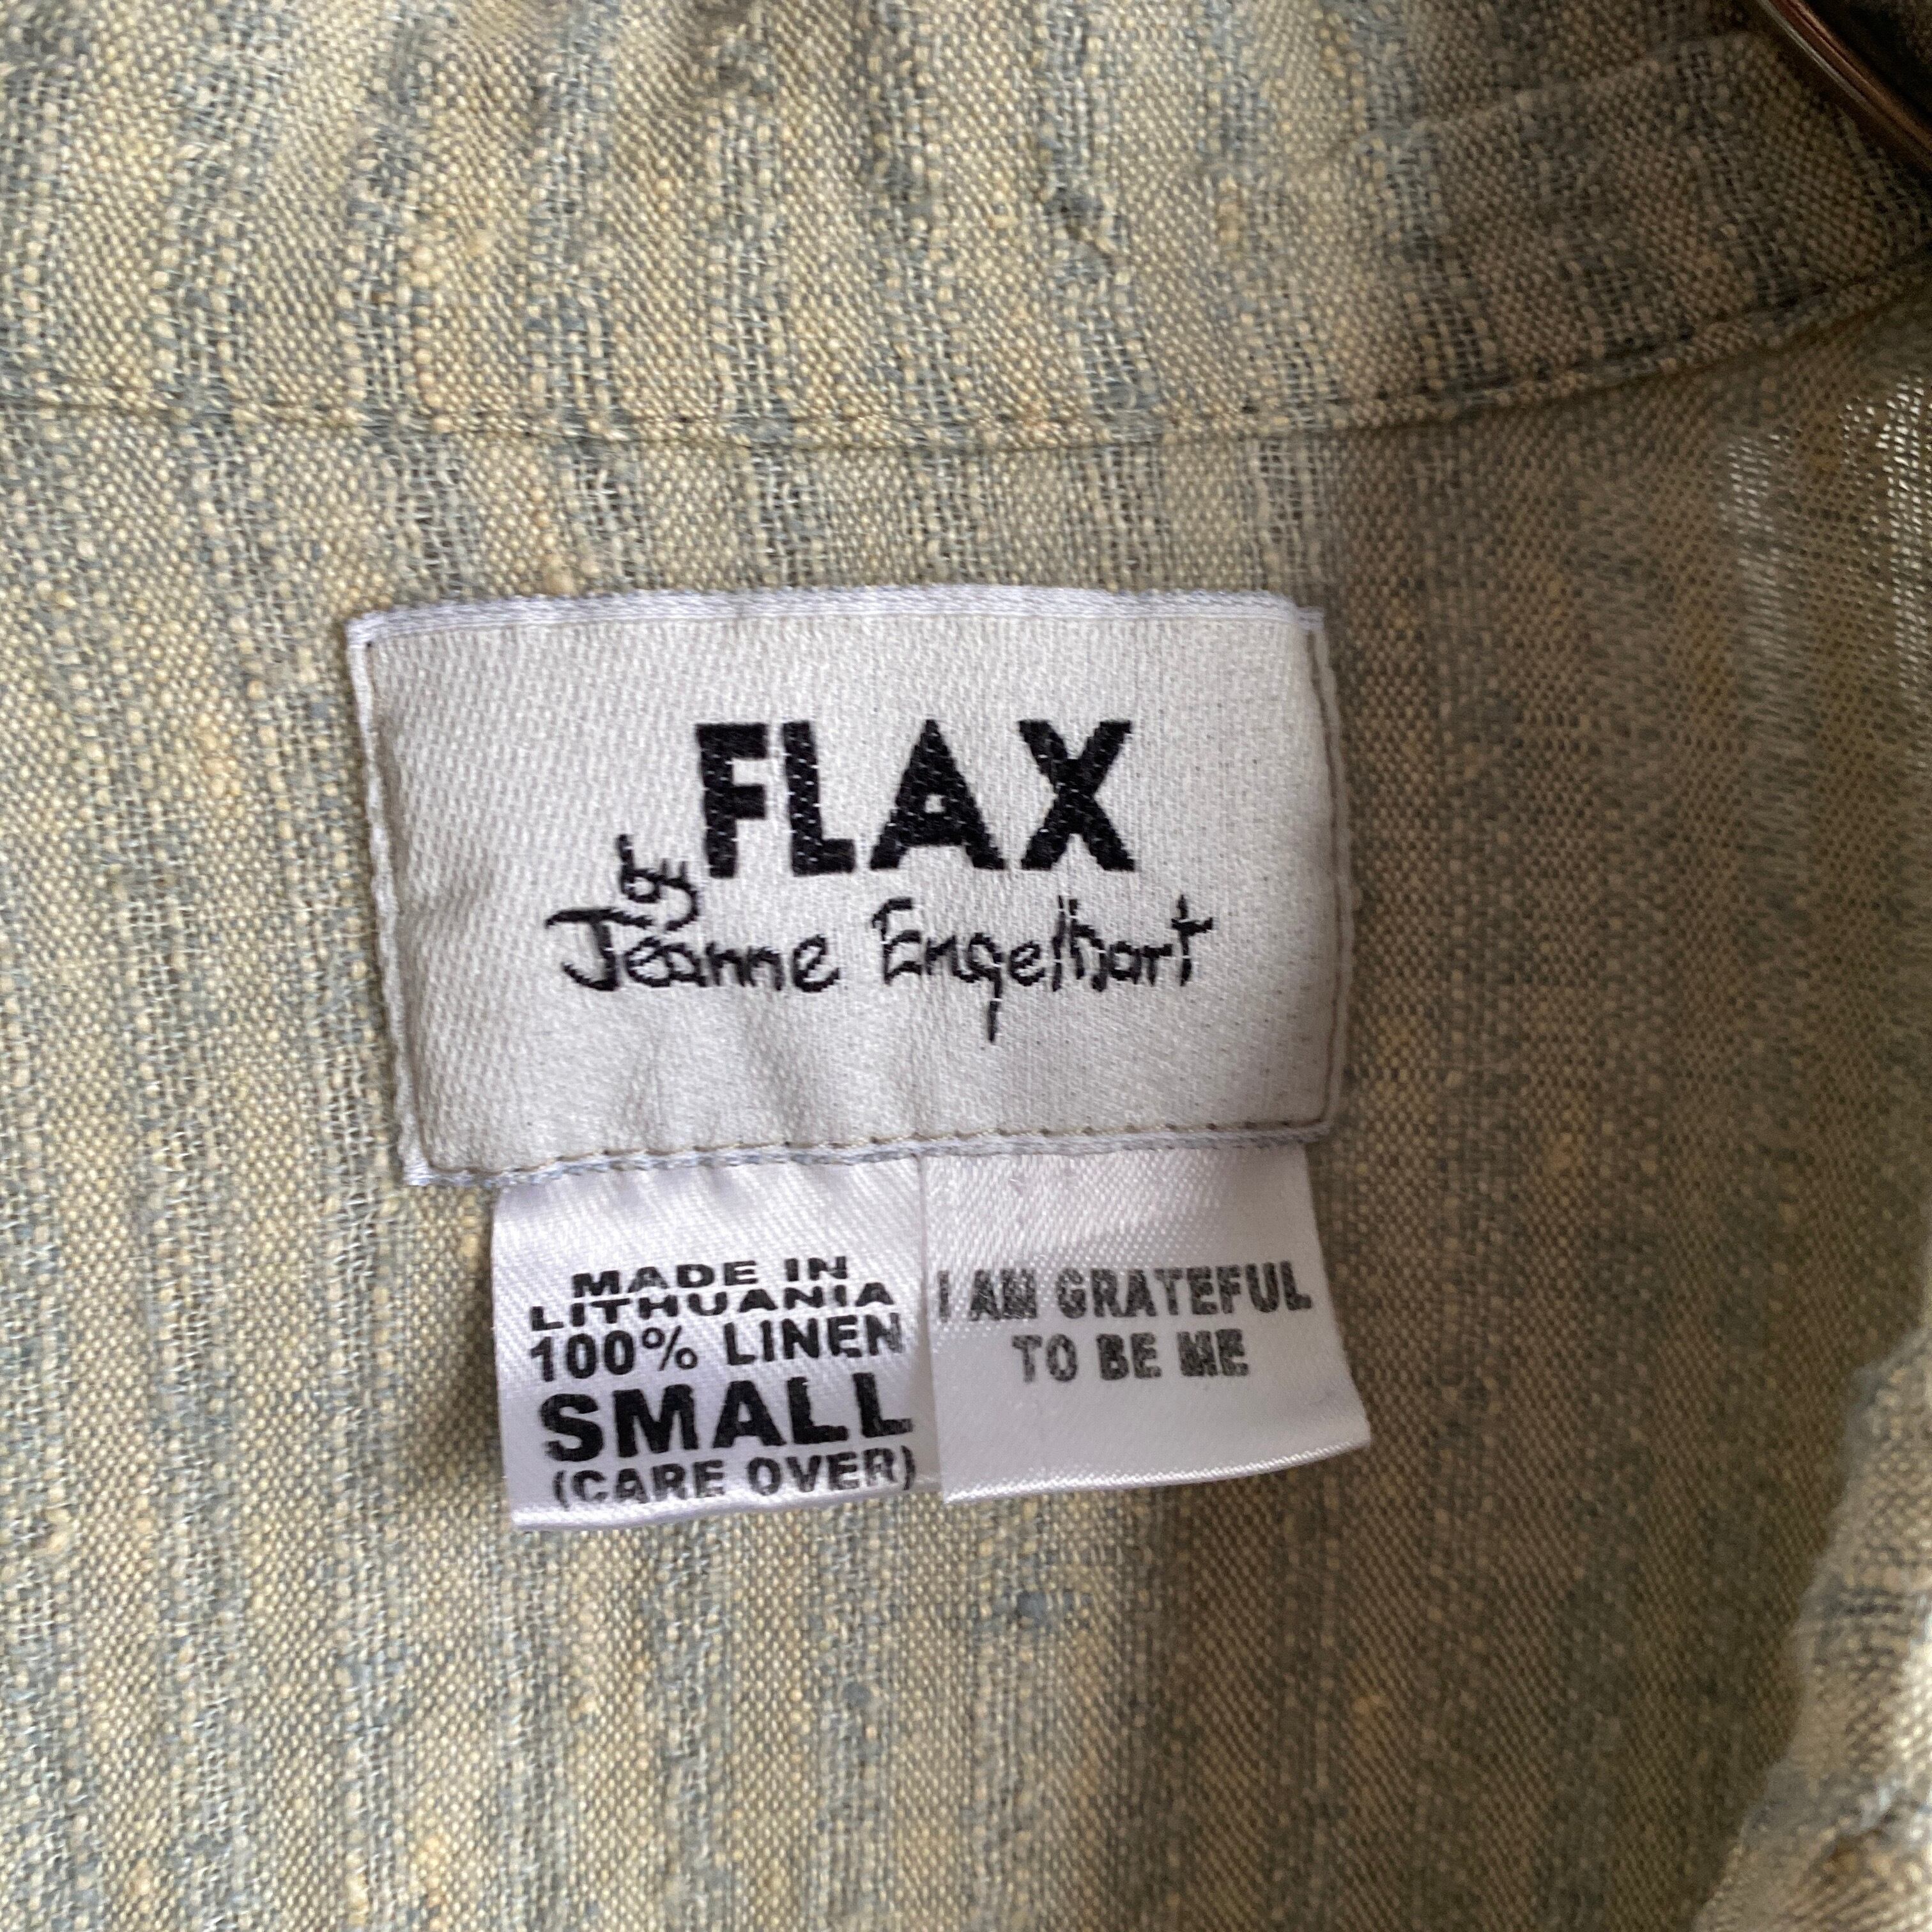 FLAX
by
Jeanne Engelhart
MADE IN
LITHUANIA
100% LINEN
SMALL
(CARE OVER)
I AM GRATEFUL
TO BE ME